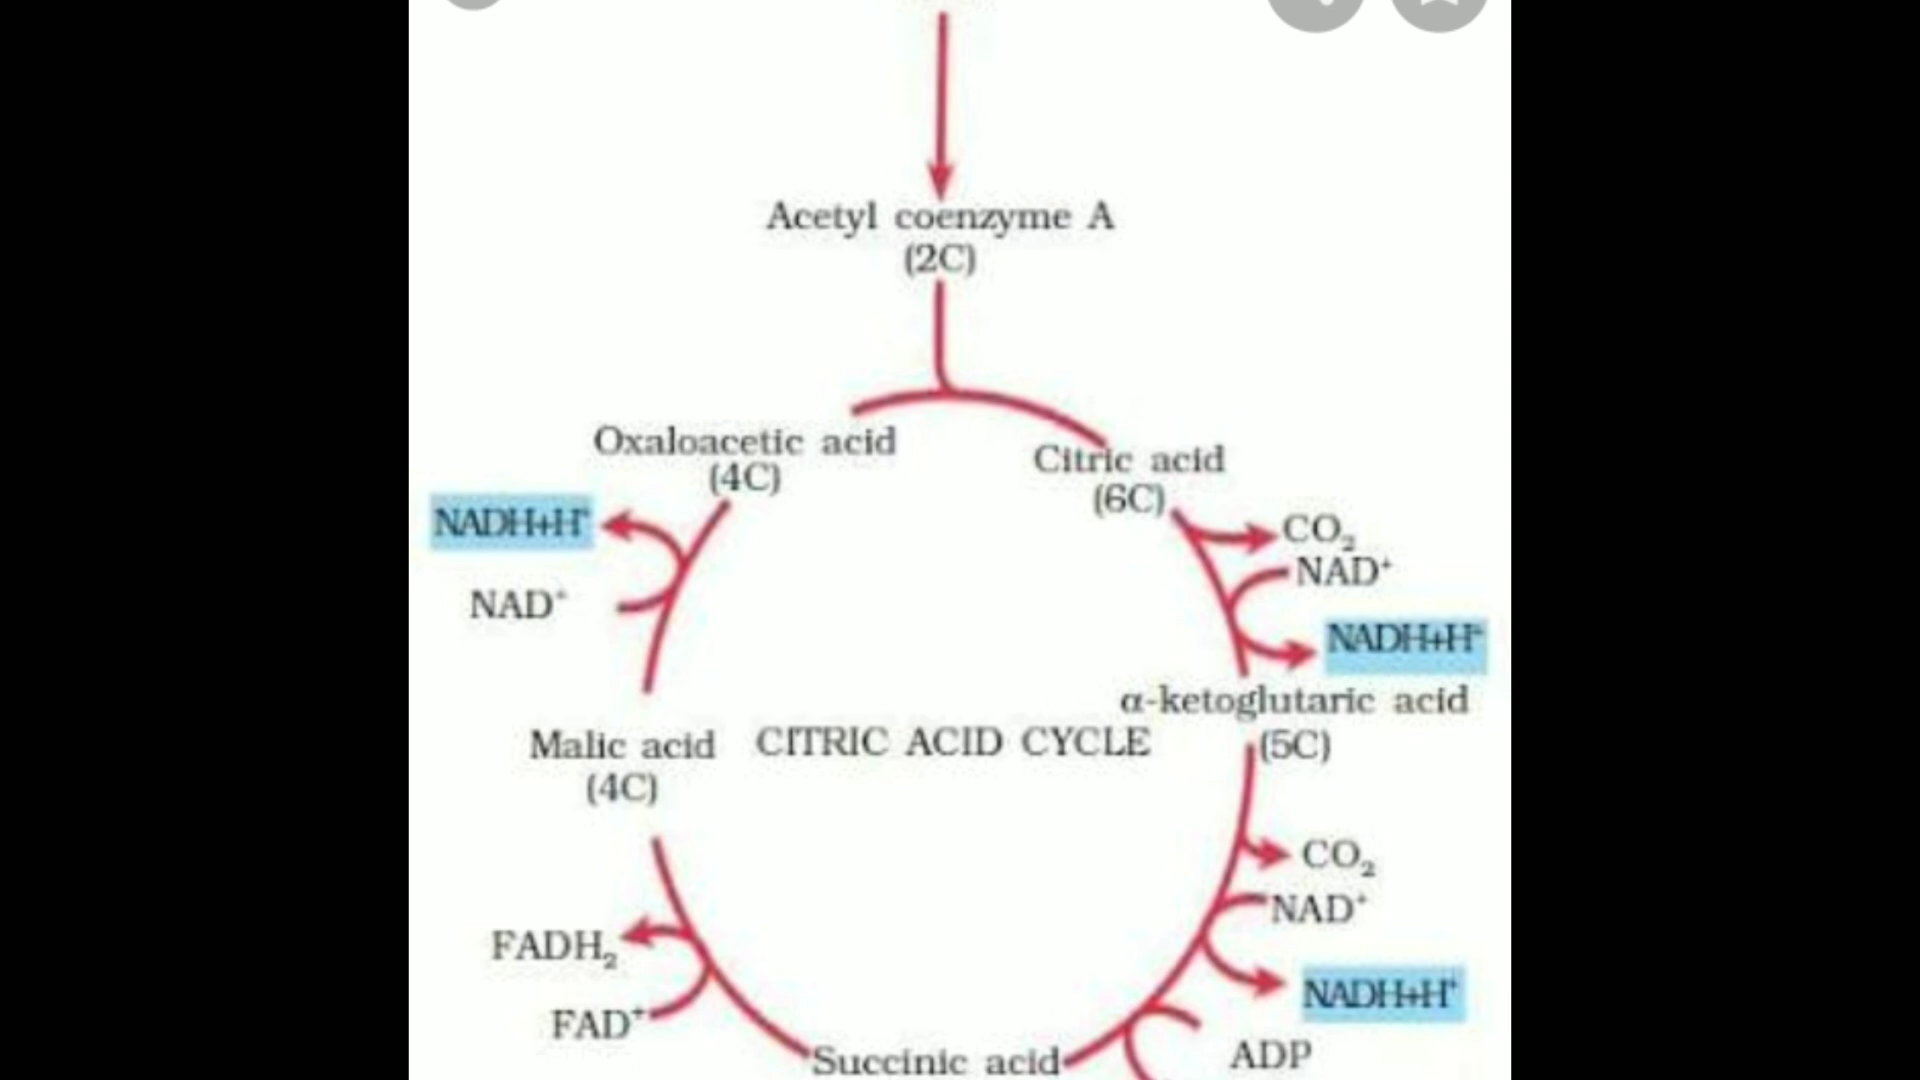 Acetyl coenzyme A
(2C)
Oxaloacetic acid
(4C)
Citric acid
(6C)
NADH+H⁺
NAD⁺
CO₂
NAD⁺
NADH+H⁺
α-ketoglutaric acid
(5C)
Malic acid
(4C)
CITRIC ACID CYCLE
CO₂
NAD⁺
NADH+H⁺
FADH₂
FAD⁺
Succinic acid
ADP